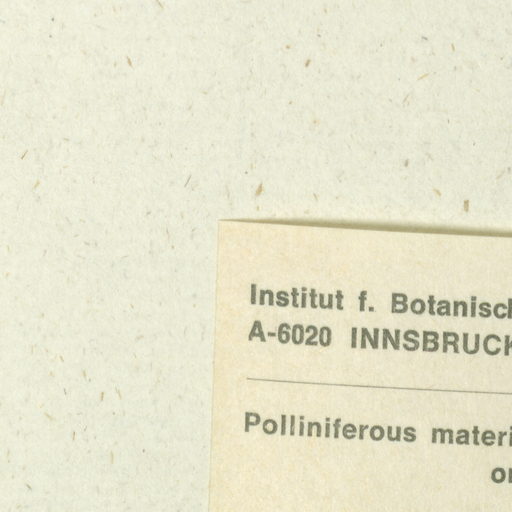 Institut f. Botanisch
A-6020 INNSBRUCK
Polliniferous materi
or